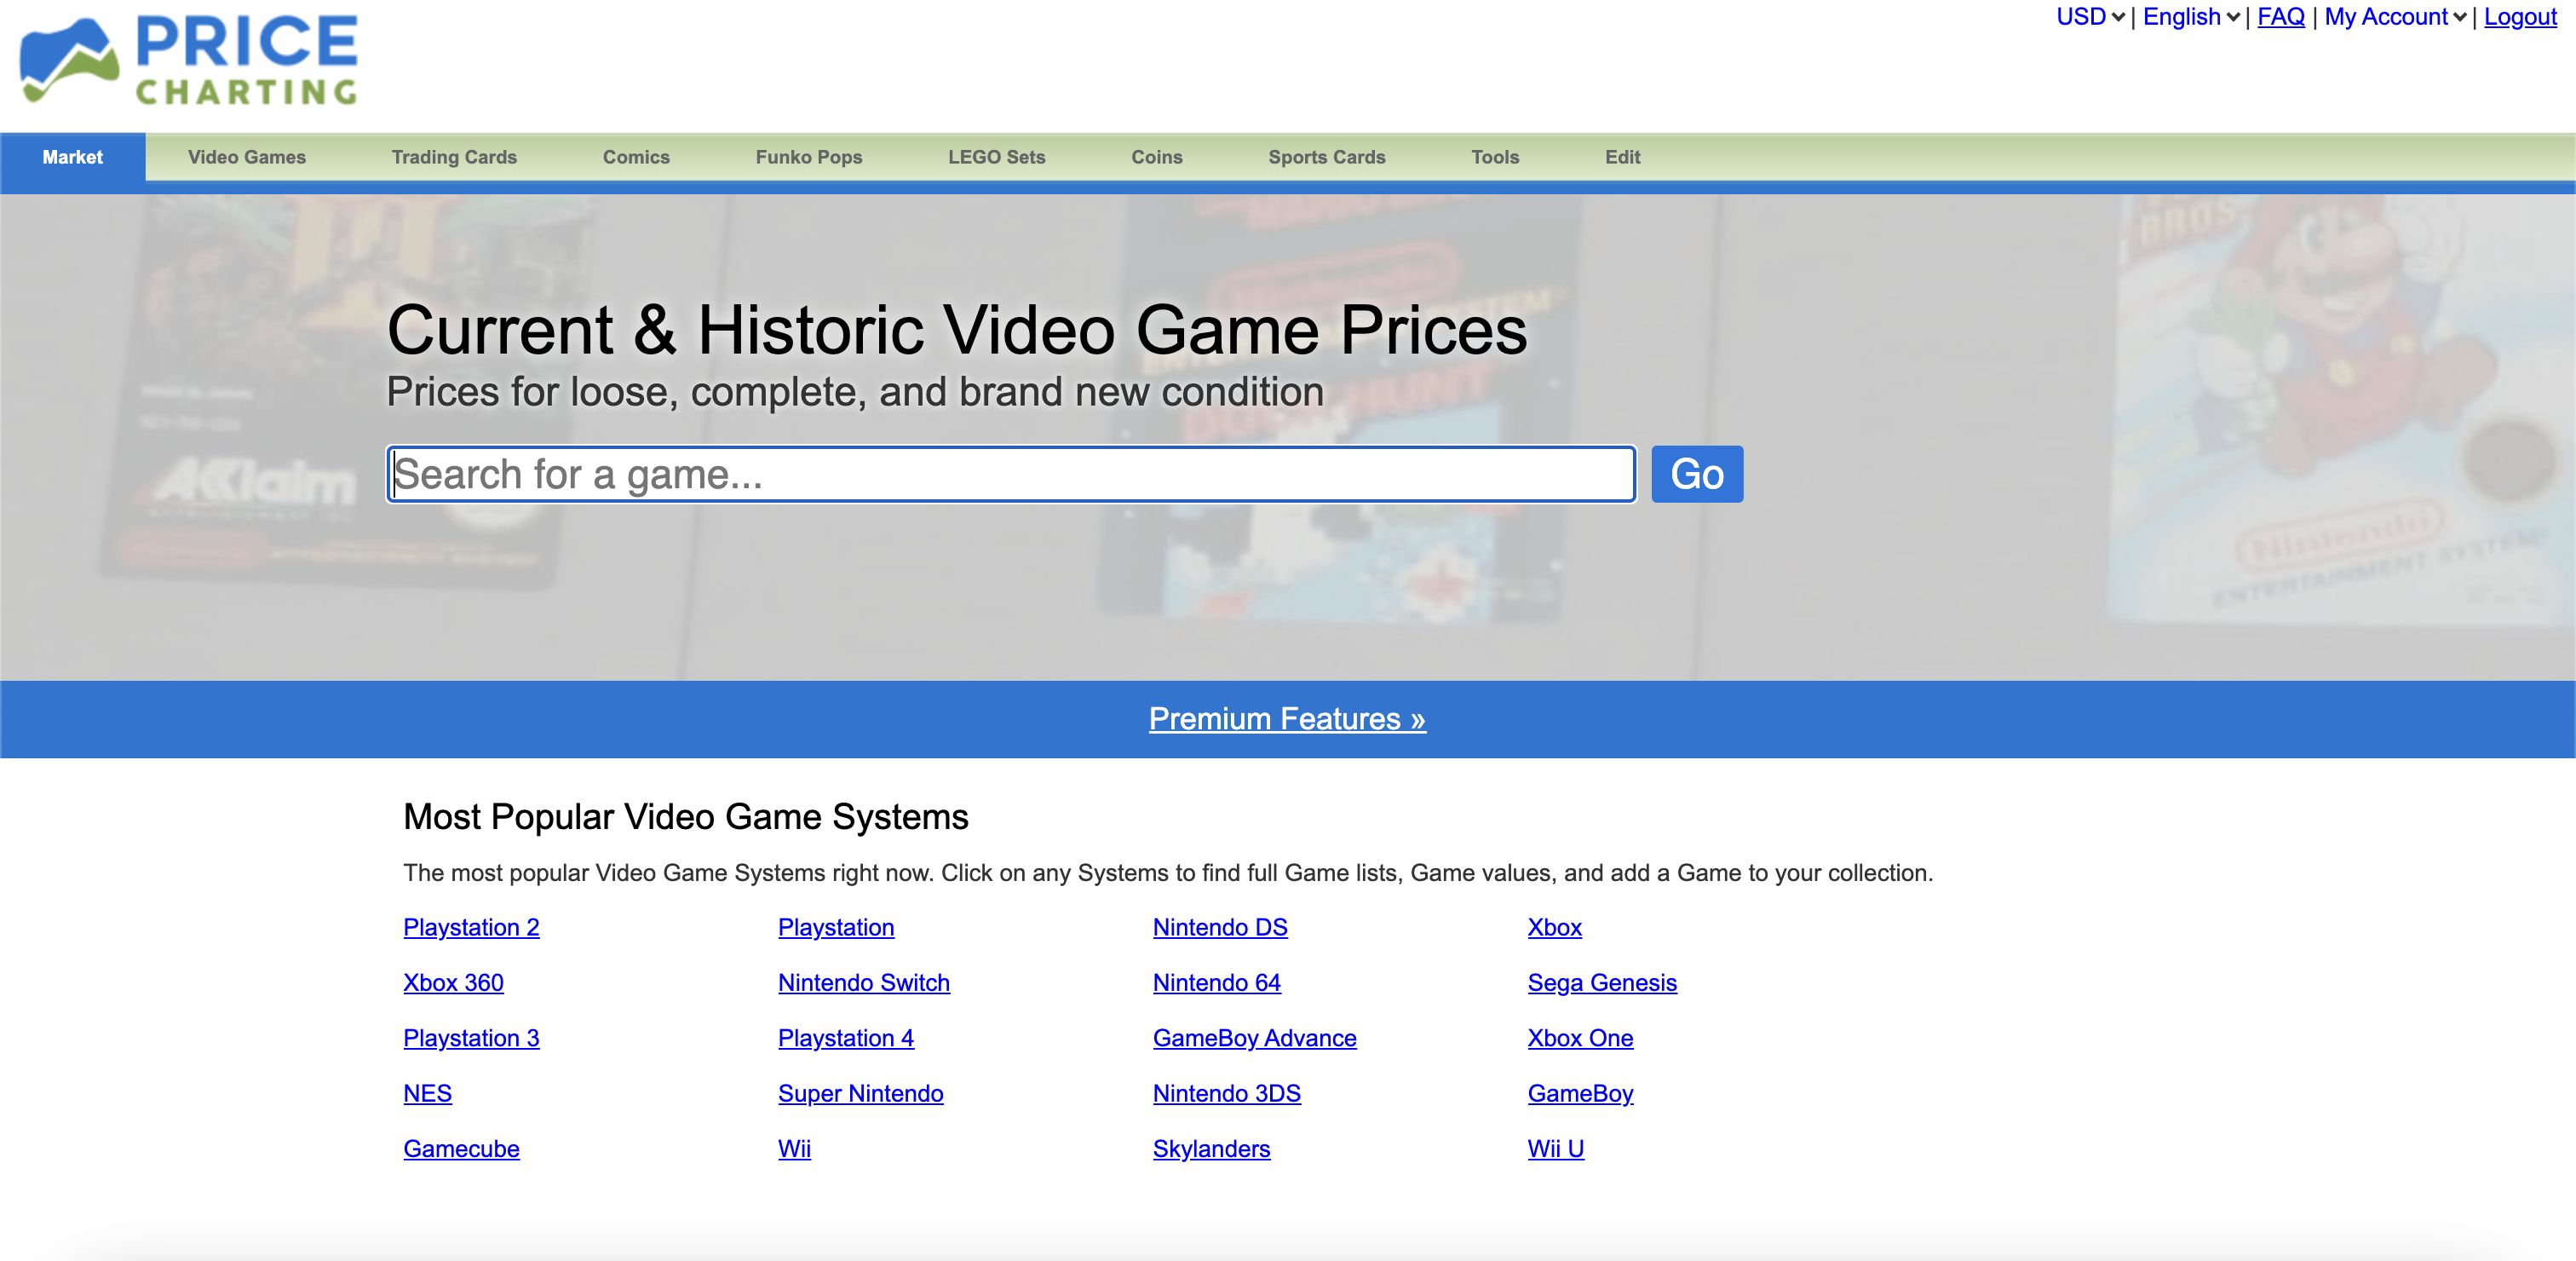 PRICE
CHARTING
USD | English | FAQ | My Account | Logout
Market Video Games Trading Cards Comics Funko Pops LEGO Sets Coins Sports Cards Tools Edit
BROS
Current & Historic Video Game Prices
Prices for loose, complete, and brand new condition
Search for a game...
Go
AKKlaim
Nintendo
ENTERTAINMENT SYSTEM
Premium Features »
Most Popular Video Game Systems
The most popular Video Game Systems right now. Click on any Systems to find full Game lists, Game values, and add a Game to your collection.
Playstation 2 Playstation Nintendo DS Xbox
Xbox 360 Nintendo Switch Nintendo 64 Sega Genesis
Playstation 3 Playstation 4 GameBoy Advance Xbox One
NES Super Nintendo Nintendo 3DS GameBoy
Gamecube Wii Skylanders Wii U